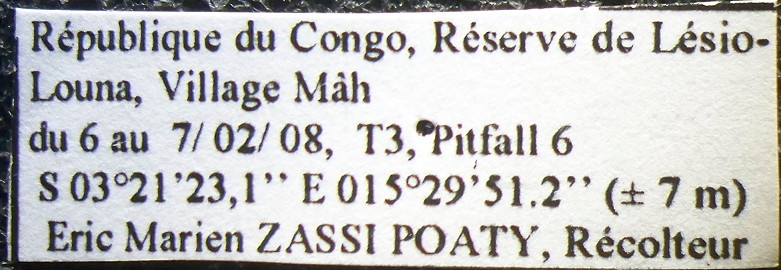 République du Congo, Réserve de Lésio-
Louna, Village Mâh
du 6 au 7/ 02/ 08, T3, Pitfall 6
S 03°21’23,1’’ E 015°29’51.2’’ (± 7 m)
Eric Marien ZASSI POATY, Récolteur